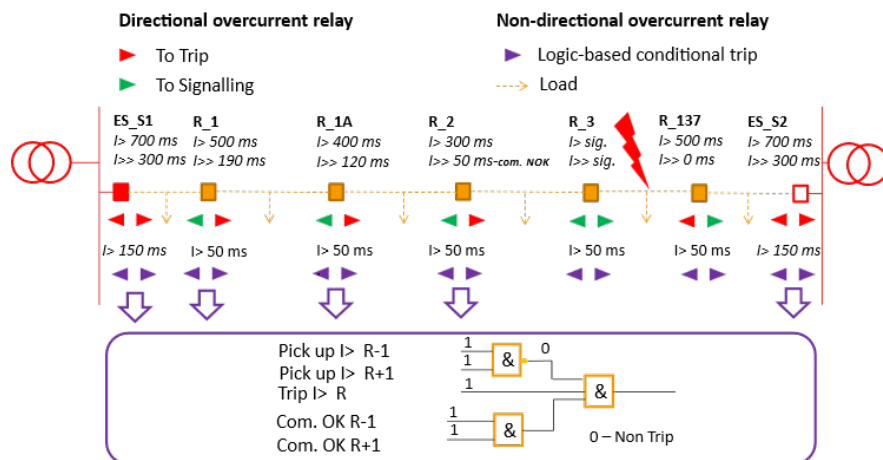 Directional overcurrent relay
Non-directional overcurrent relay
To Trip
Logic-based conditional trip
To Signalling
Load
ES_S1
I> 700 ms
I>> 300 ms
R_1
I> 500 ms
I>> 190 ms
R_1A
I> 400 ms
I>> 120 ms
R_2
I> 300 ms
I>> 50 ms-com. NOK
R_3
I> sig.
I>> sig.
R_137
I> 500 ms
I>> 0 ms
ES_S2
I> 700 ms
I>> 300 ms
I> 150 ms
I> 50 ms
I> 50 ms
I> 50 ms
I> 50 ms
I> 50 ms
I> 150 ms
Pick up I> R-1
Pick up I> R+1
Trip I> R
Com. OK R-1
Com. OK R+1
1
1
&
0
1
&
1
1
&
0 – Non Trip